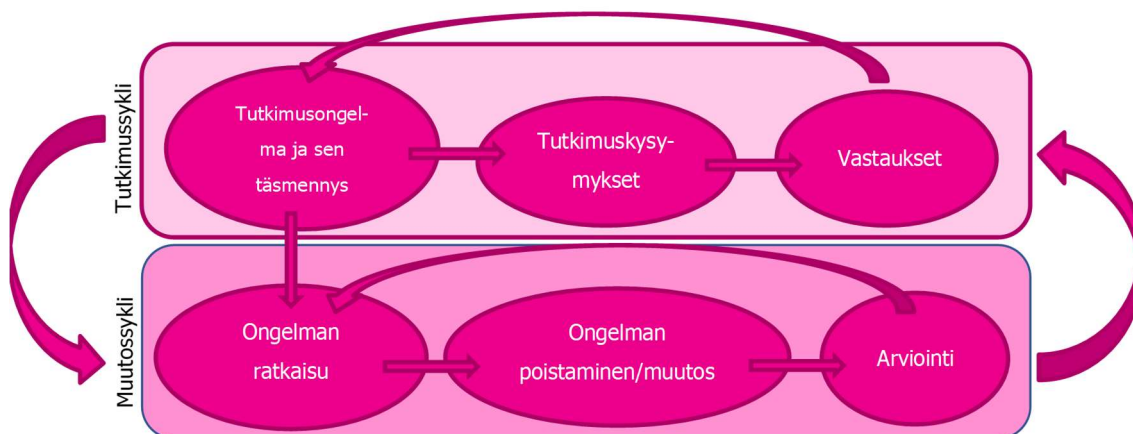 Tutkimussykli
Tutkimusongel-
ma ja sen
täsmennys
Tutkimuskysy-
mykset
Vastaukset
Muutossykli
Ongelman
ratkaisu
Ongelman
poistaminen/muutos
Arviointi